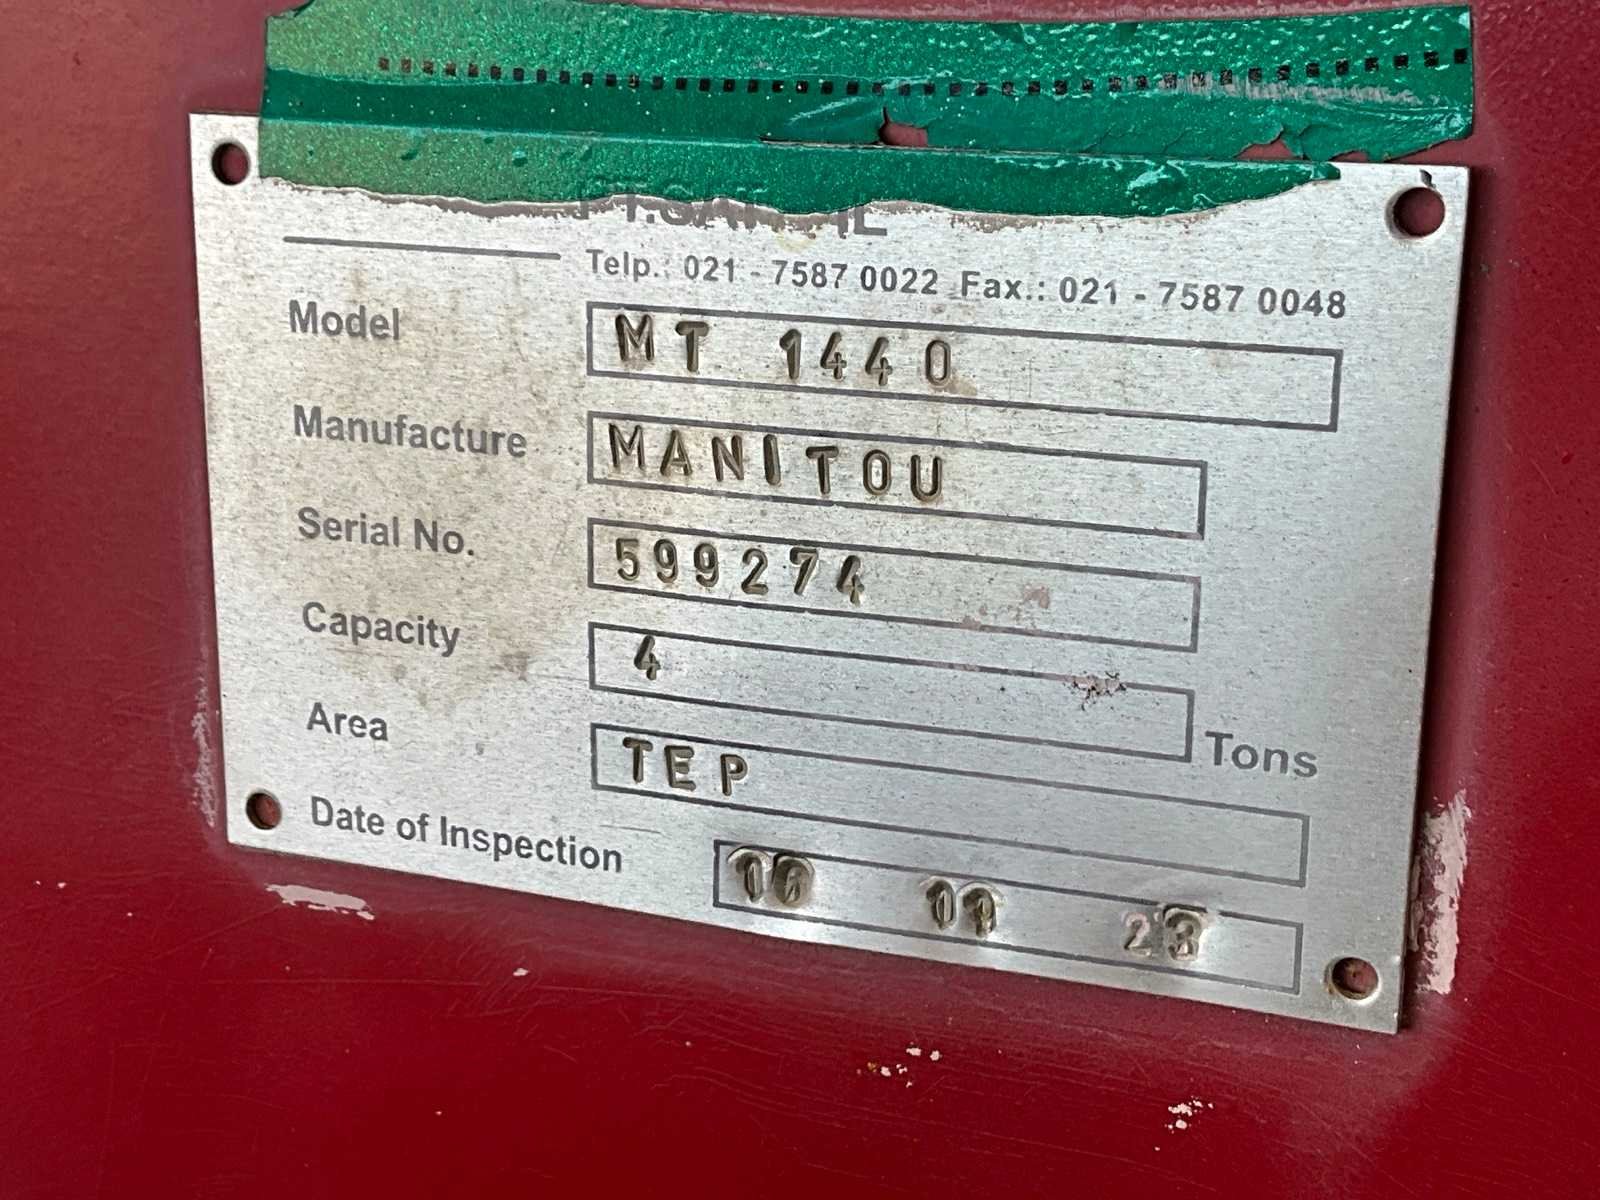 Telp.: 021 - 7587 0022 Fax.: 021 - 7587 0048
Model MT 1440
Manufacture MANITOU
Serial No. 599274
Capacity 4 Tons
Area TEP
Date of Inspection 23